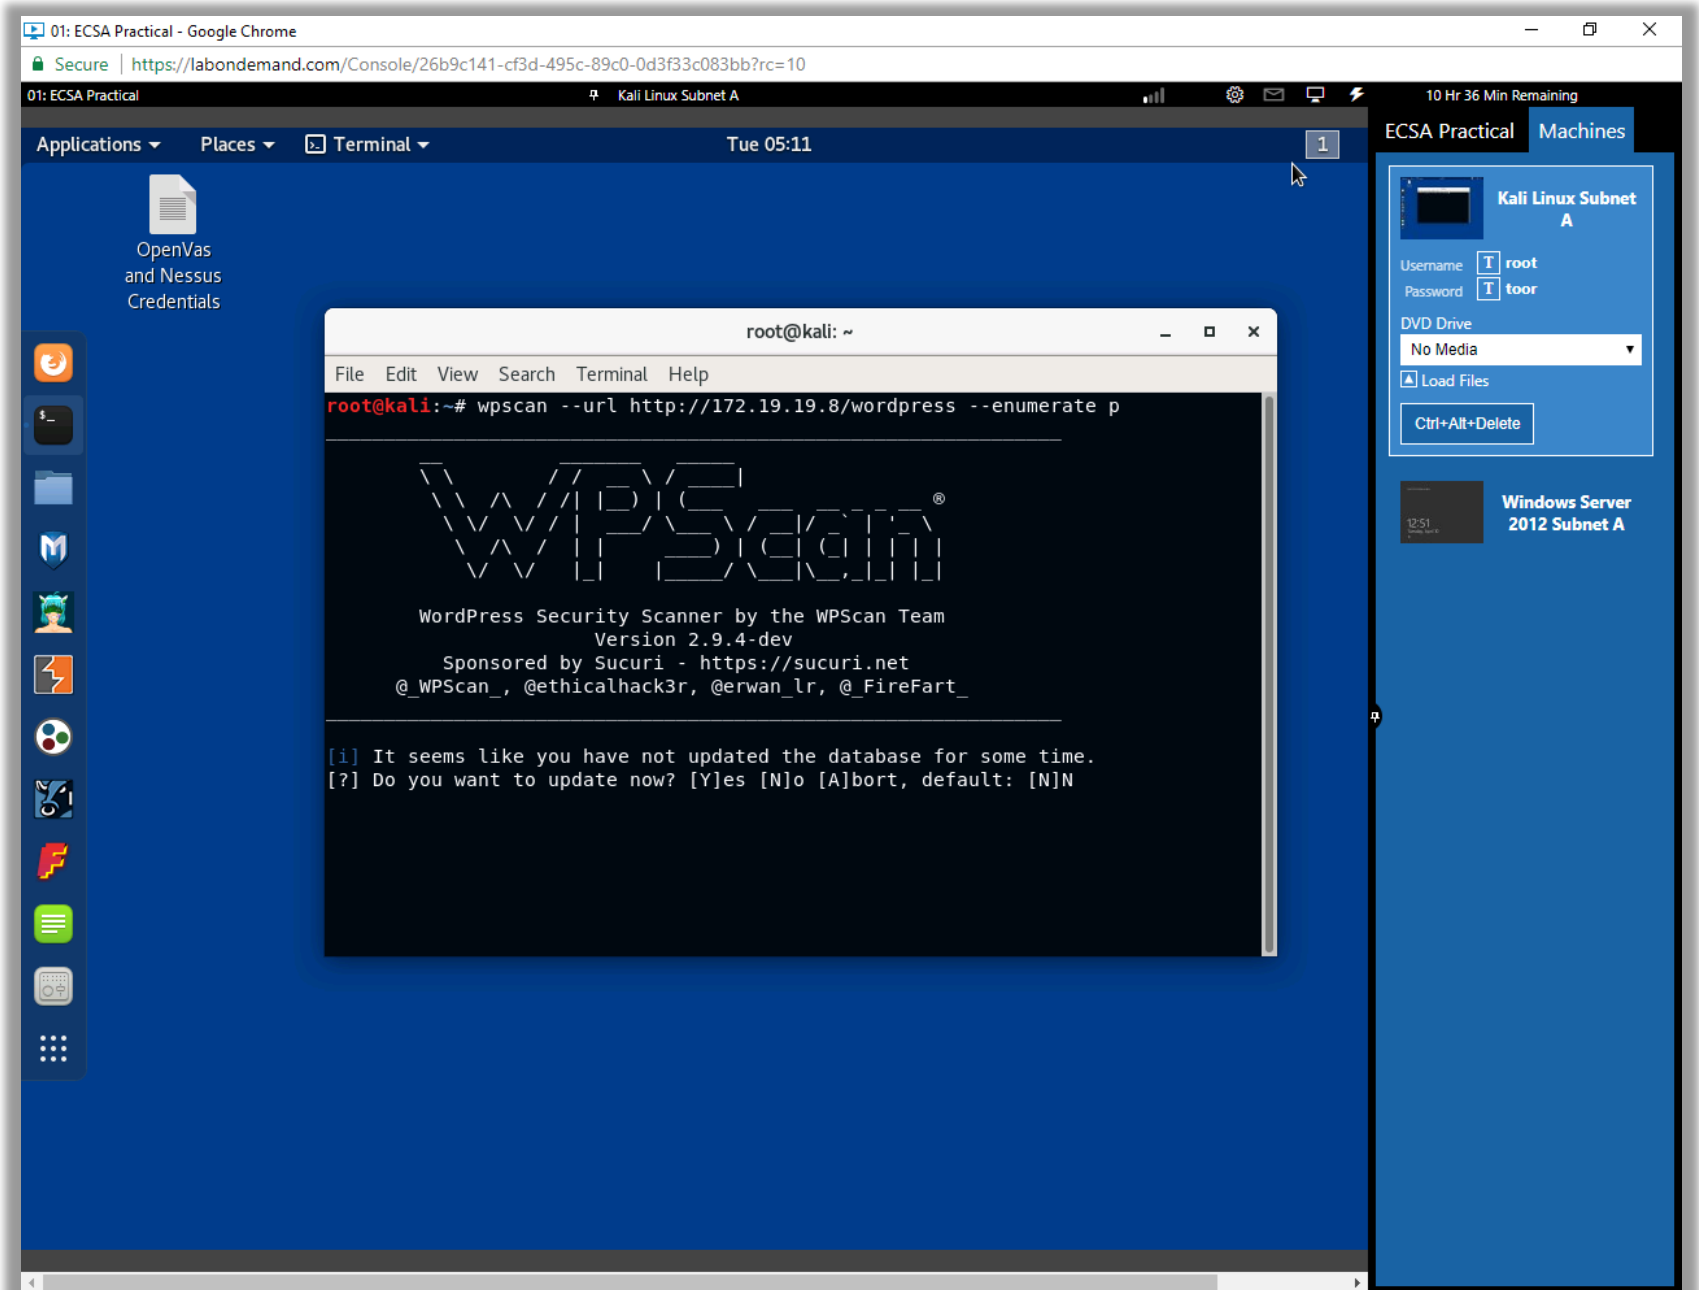 01: ECSA Practical - Google Chrome
Secure | https://labondemand.com/Console/26b9c141-cf3d-495c-89c0-0d3f33c083bb?rc=10
01: ECSA Practical
Kali Linux Subnet A
10 Hr 36 Min Remaining
Applications
Places
Terminal
Tue 05:11
1
ECSA Practical
Machines
OpenVas
and Nessus
Credentials
Kali Linux Subnet
A
Username T root
Password T toor
DVD Drive
No Media
Load Files
Ctrl+Alt+Delete
12:51
Windows Server
2012 Subnet A
root@kali: ~
File Edit View Search Terminal Help
root@kali:~# wpscan --url http://172.19.19.8/wordpress --enumerate p
WPScan ®
WordPress Security Scanner by the WPScan Team
Version 2.9.4-dev
Sponsored by Sucuri - https://sucuri.net
@_WPScan_, @ethicalhack3r, @erwan_lr, @_FireFart_
[i] It seems like you have not updated the database for some time.
[?] Do you want to update now? [Y]es [N]o [A]bort, default: [N]N